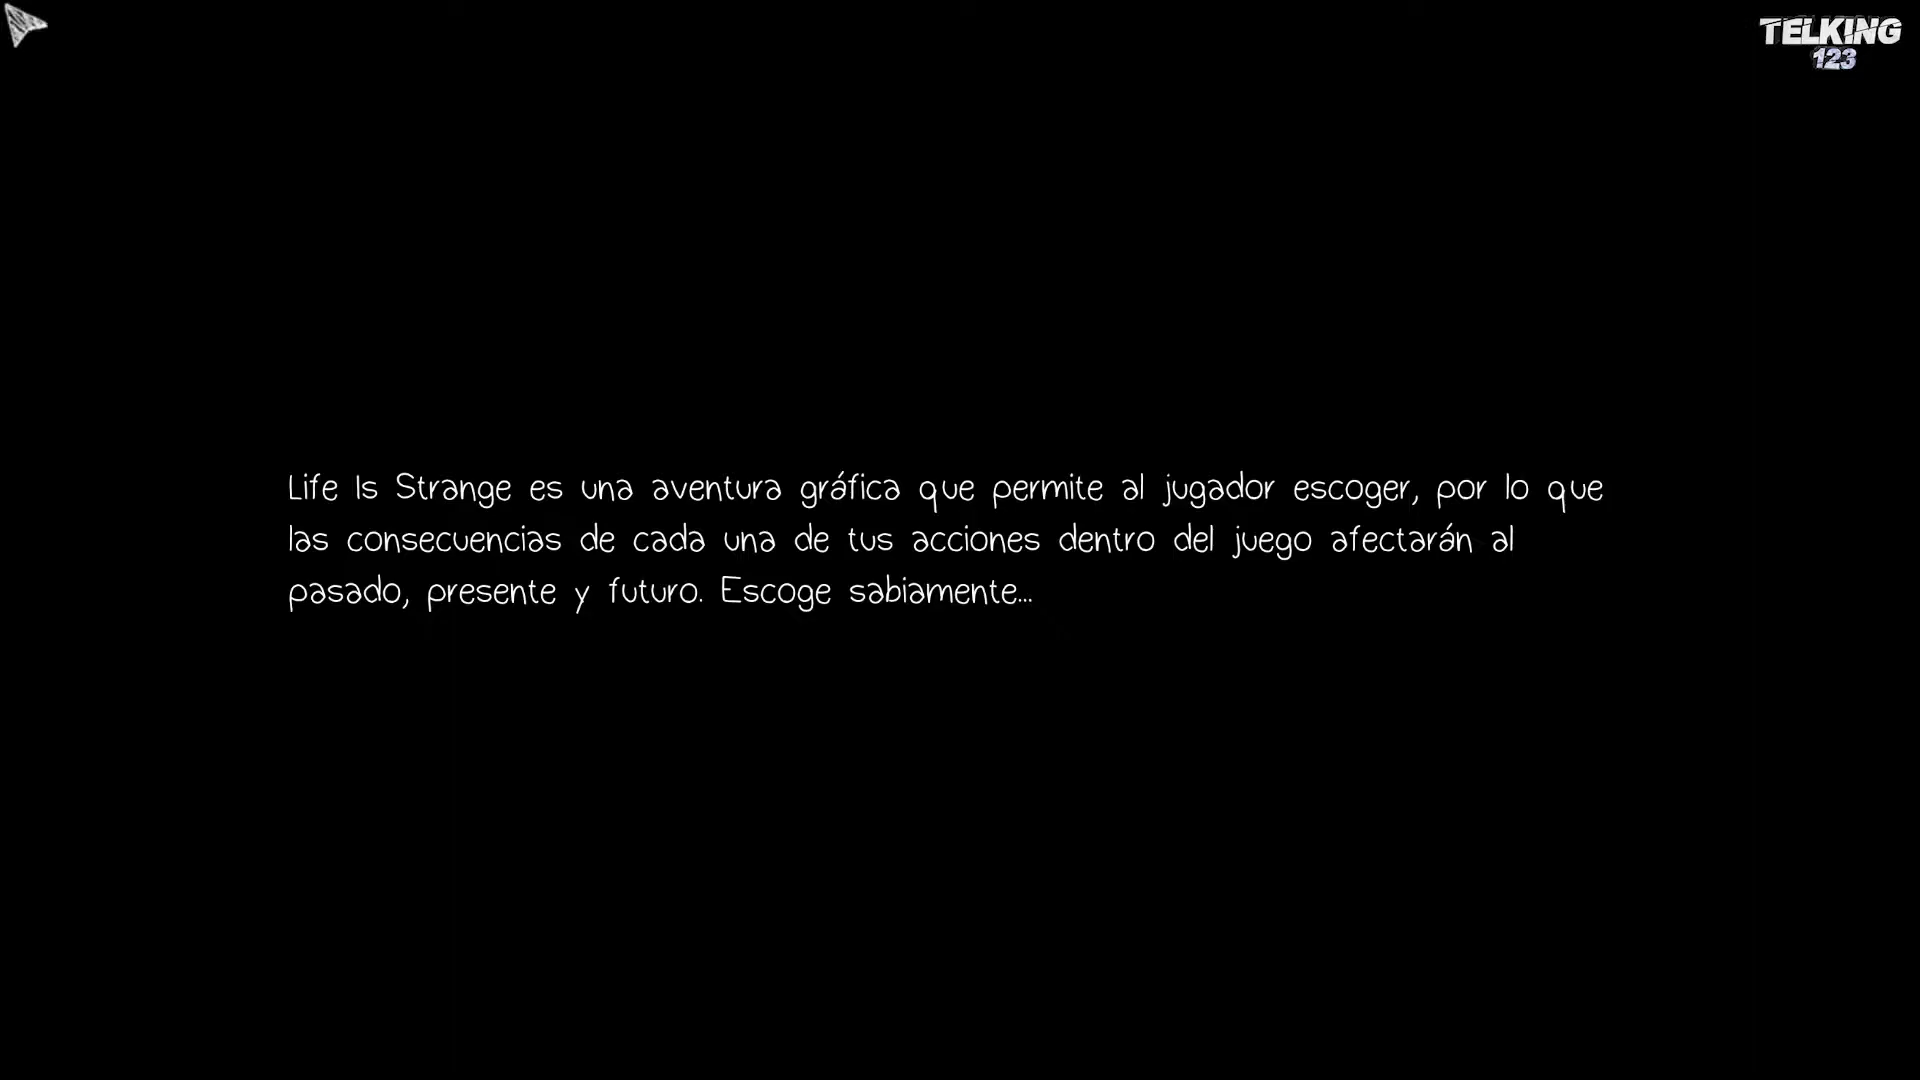 TELKING
123
Life Is Strange es una aventura gráfica que permite al jugador escoger, por lo que
las consecuencias de cada una de tus acciones dentro del juego afectarán al
pasado, presente y futuro. Escoge sabiamente...